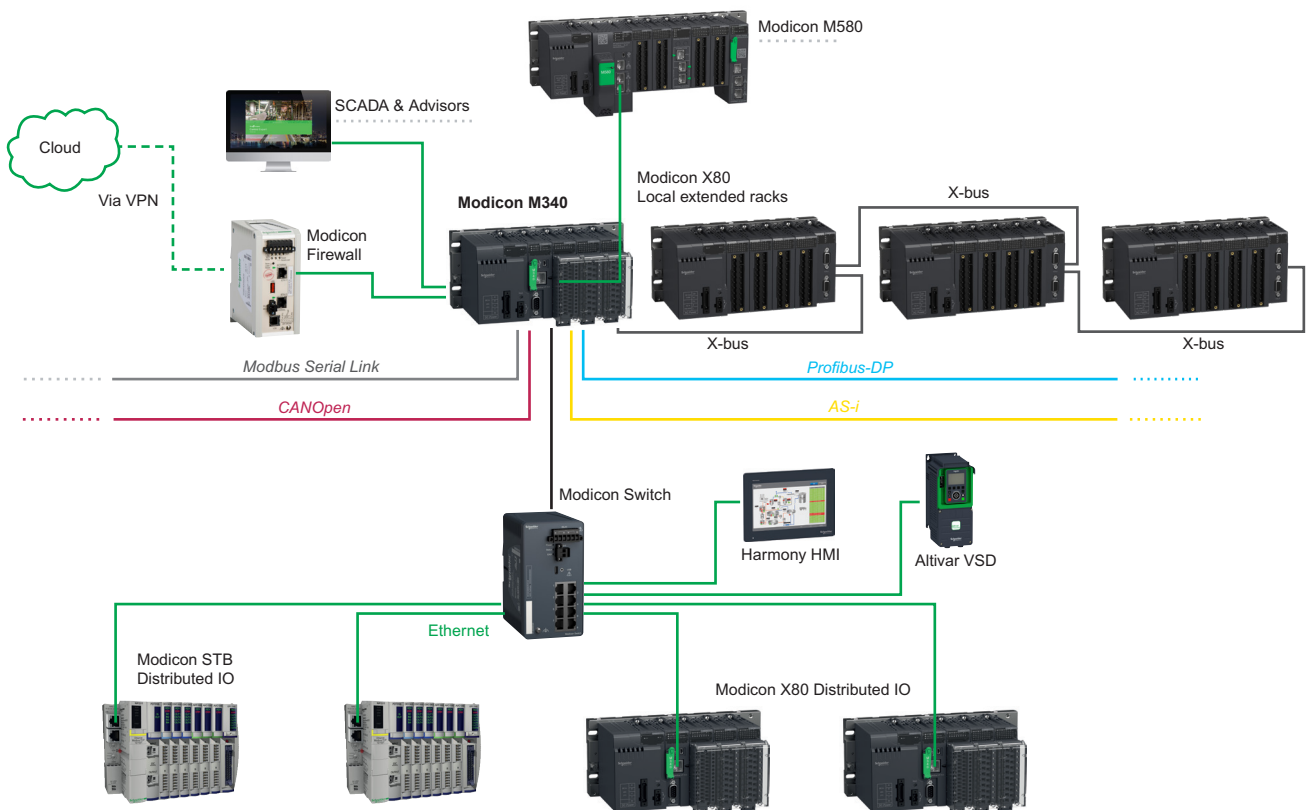 Modicon M580
SCADA & Advisors
Cloud
Modicon X80
Local extended racks
X-bus
Via VPN
Modicon M340
Modicon
Firewall
X-bus
X-bus
Modbus Serial Link
Profibus-DP
CANOpen
AS-i
Modicon Switch
Harmony HMI
Altivar VSD
Ethernet
Modicon STB
Distributed IO
Modicon X80 Distributed IO